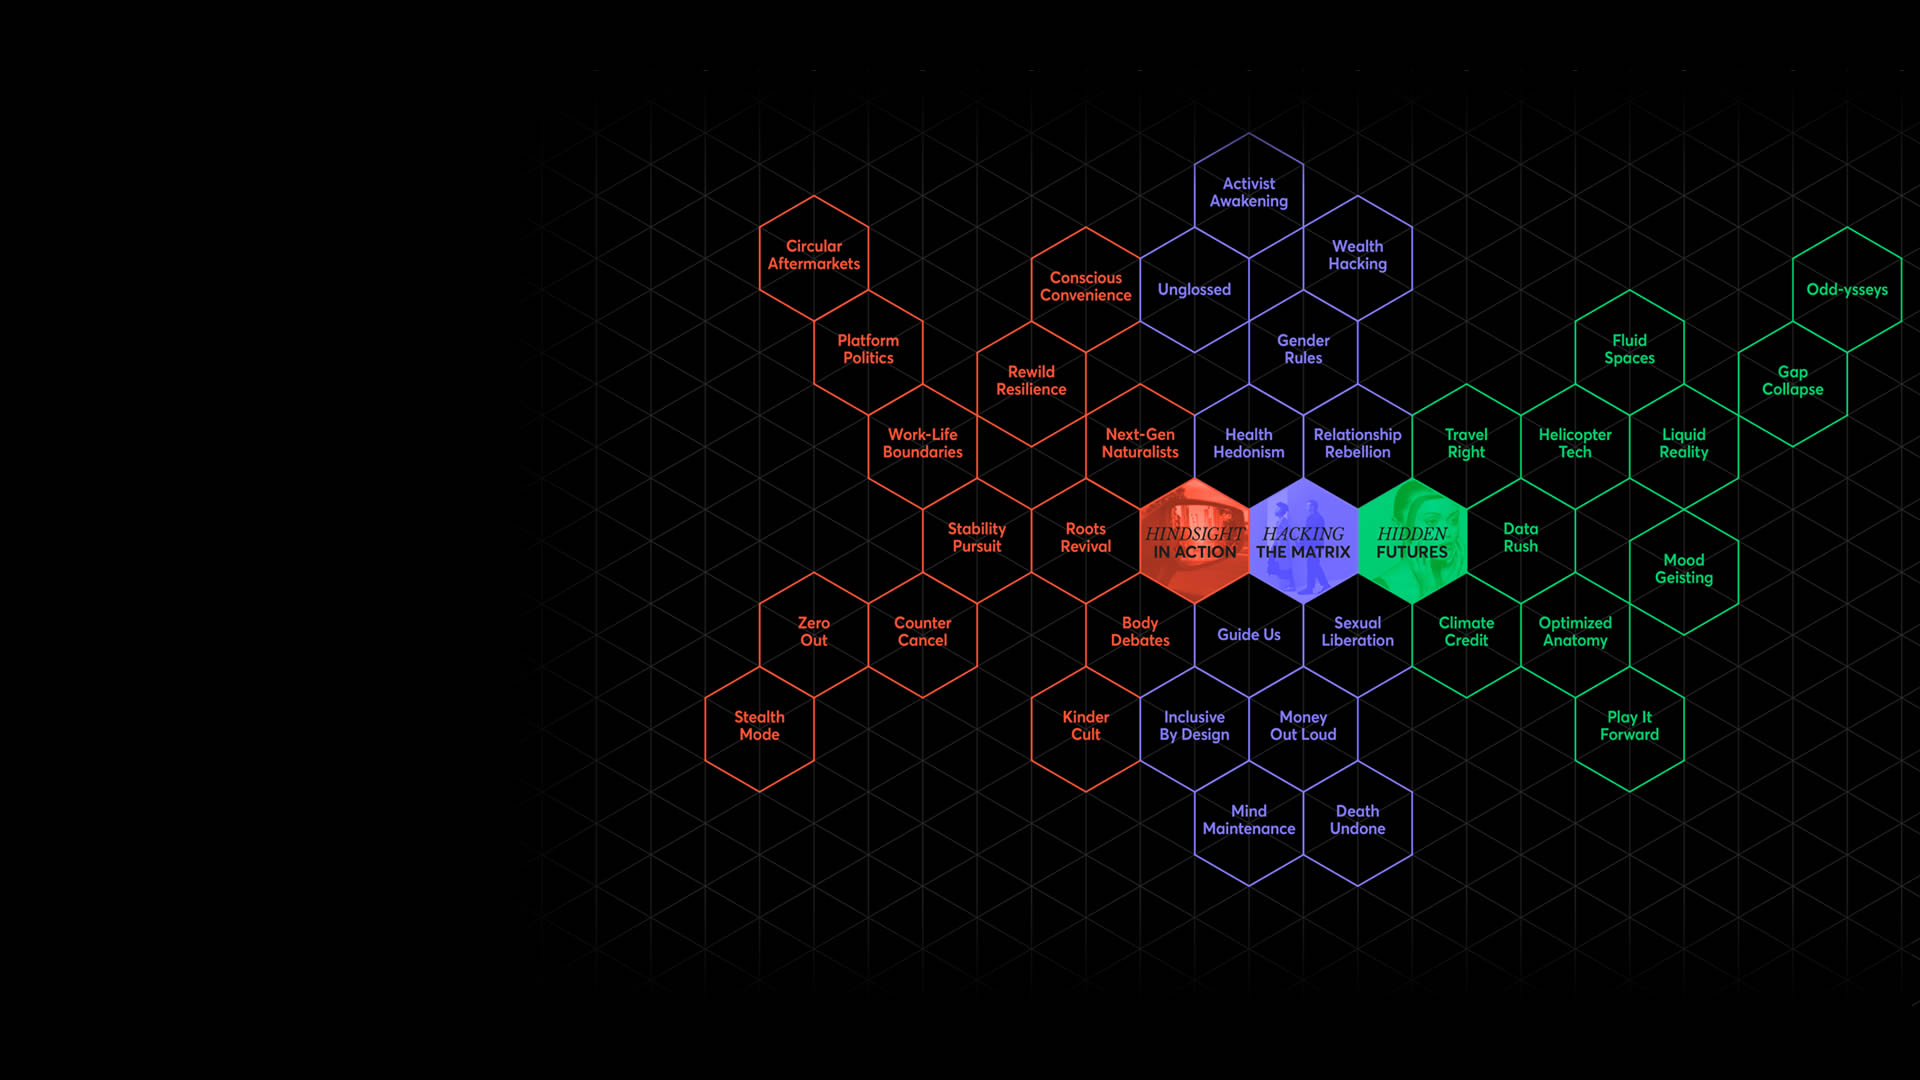 Activist
Awakening
Circular
Aftermarkets
Wealth
Hacking
Conscious
Convenience
Unglossed
Odd-ysseys
Platform
Politics
Gender
Rules
Fluid
Spaces
Rewild
Resilience
Gap
Collapse
Work-Life
Boundaries
Next-Gen
Naturalists
Health
Hedonism
Relationship
Rebellion
Travel
Right
Helicopter
Tech
Liquid
Reality
Stability
Pursuit
Roots
Revival
HINDSIGHT
IN ACTION
HACKING
THE MATRIX
HIDDEN
FUTURES
Data
Rush
Mood
Geisting
Zero
Out
Counter
Cancel
Body
Debates
Guide Us
Sexual
Liberation
Climate
Credit
Optimized
Anatomy
Stealth
Mode
Kinder
Cult
Inclusive
By Design
Money
Out Loud
Play It
Forward
Mind
Maintenance
Death
Undone